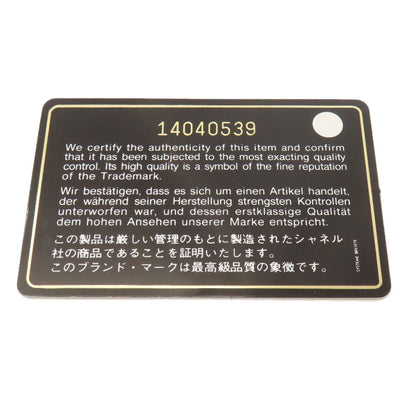 14040539
We certify the authenticity of this item and confirm
that it has been subjected to the most exacting quality
control. Its high quality is a symbol of the fine reputation
of the Trademark.
Wir bestätigen, dass es sich um einen Artikel handelt,
der während seiner Herstellung strengsten Kontrollen
unterworfen war, und dessen erstklassige Qualität
dem hohen Ansehen unserer Marke entspricht.
この製品は厳しい管理のもとに製造されたシャネル
社の商品であることを証明いたします。
このブランド・マークは最高級品質の象徴です。